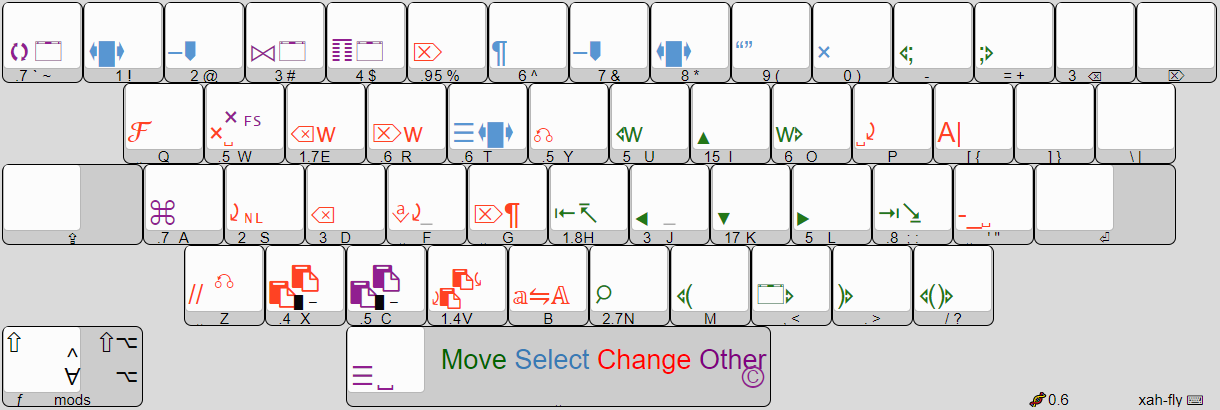 “”
.7 ` ~ 1 ! 2 @ 3 # 4 $ .95 % 6 ^ 7 & 8 * 9 ( 0 ) - = + 3
FS W W W W A|
Q .5 W 1.7E .6 R .6 T .5 Y 5 U 15 I 6 O P [ { ] } \ |
NL a
.7 A 2 S 3 D F G 1.8H 3 J 17 K 5 L .8 ; : ' "
// a⇋A ( ) ()
Z .4 X .5 C 1.4V B 2.7N M , < . > / ?
Move Select Change Other
©
f mods 0.6 xah-fly